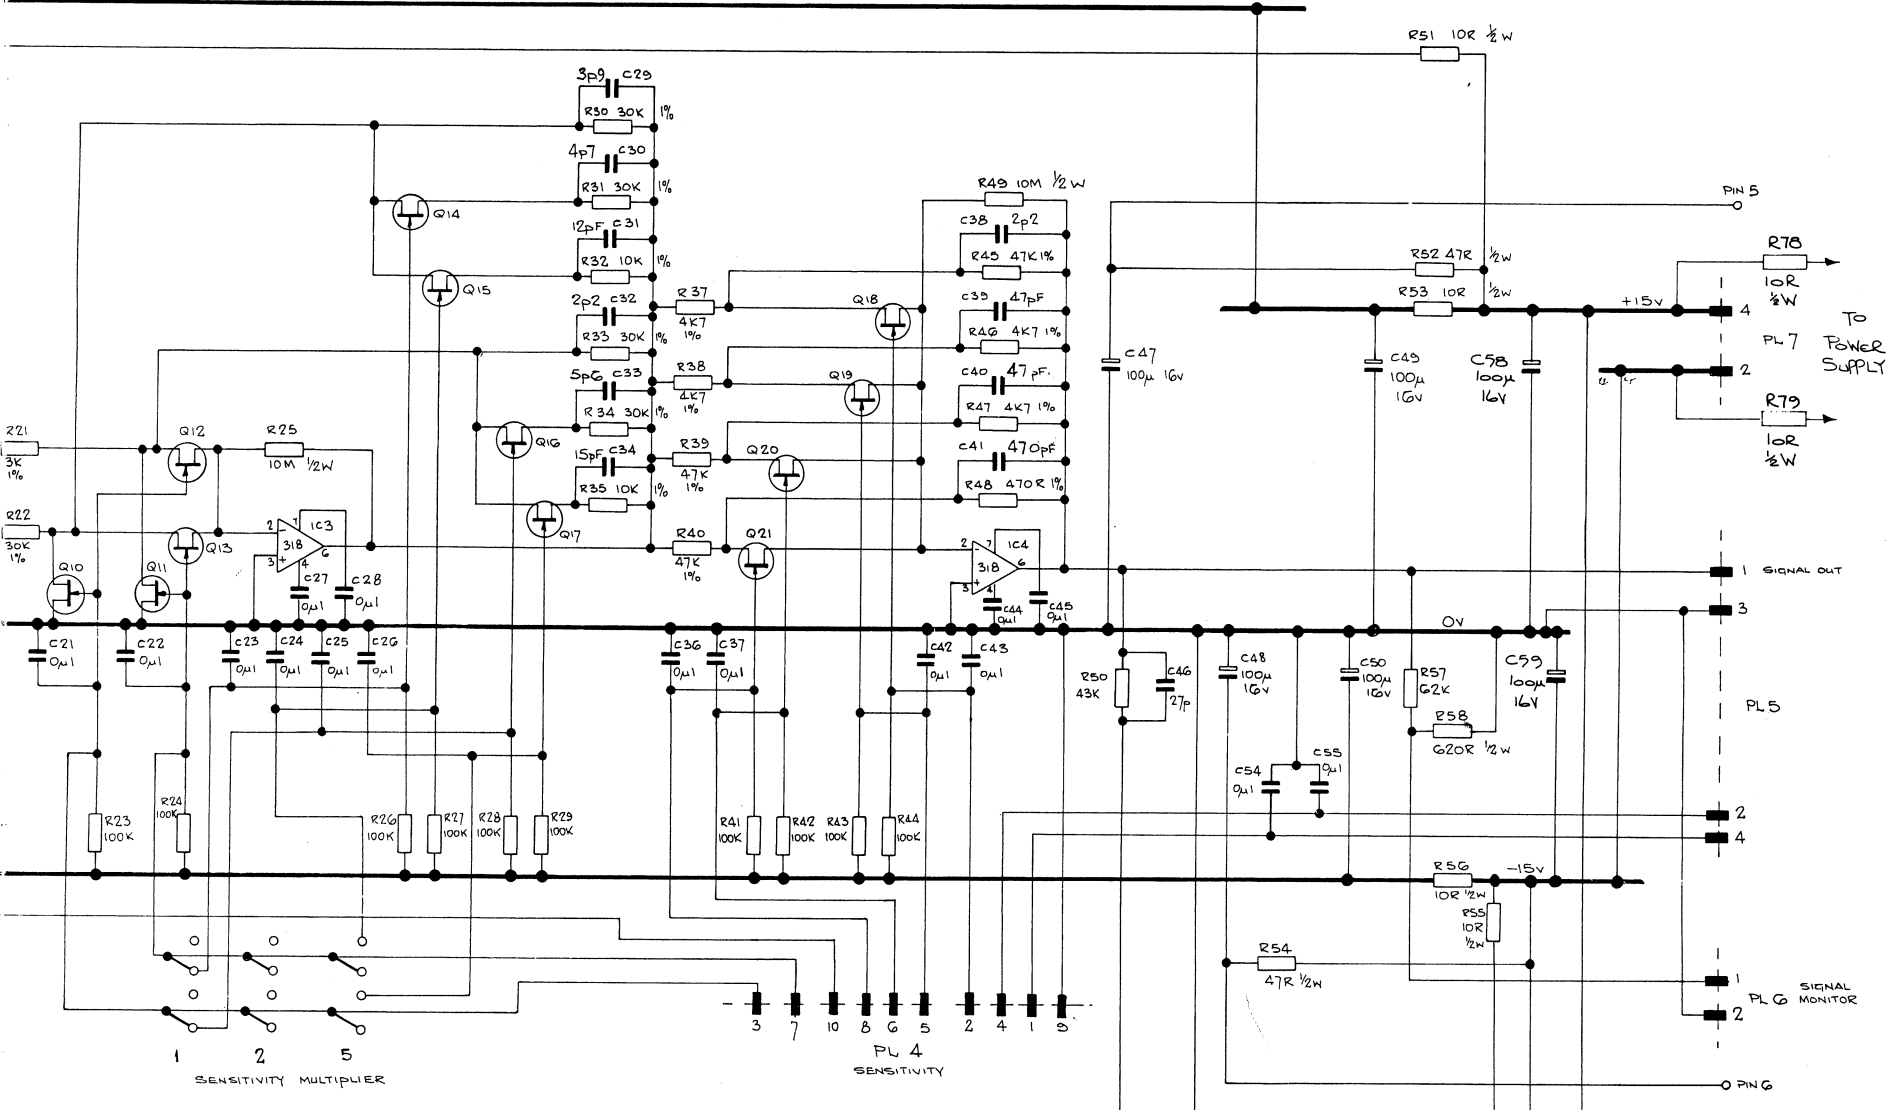 R51 10R ½W
3p9 C29
R30 30K 1%
4p7 C30
R31 30K 1%
R49 10M ½W
PIN 5
Q14
12pF C31
C38 2p2
R78
10R
½W
R32 10K 1%
R45 47K 1%
R52 47R ½W
Q15
2p2 C32
R37
4K7
1%
Q18
C39 47pF
R53 10R ½W
+15V
4
R33 30K 1%
R46 4K7 1%
PL7
TO
POWER
SUPPLY
C47
100µ 16V
C49
100µ
16V
C58
100µ
16V
2
5p6 C33
R38
4K7
1%
Q19
C40 47pF.
R34 30K 1%
R47 4K7 1%
R79
10R
½W
R21
3K
1%
Q12
R25
10M ½W
Q16
15pF C34
R39
47K
1%
Q20
C41 470pF
R35 10K 1%
R48 470R 1%
R22
30K
1%
Q13
2
7
IC3
318
6
3
4
Q17
R40
47K
1%
Q21
2
7
IC4
318
6
3
4
Q10
Q11
C27
0µ1
C28
0µ1
C44
0µ1
C45
0µ1
1 SIGNAL OUT
3
0V
C21
0µ1
C22
0µ1
C23
0µ1
C24
0µ1
C25
0µ1
C26
0µ1
C36
0µ1
C37
0µ1
C42
0µ1
C43
0µ1
R50
43K
C46
27p
C48
100µ
16V
C50
100µ
16V
R57
62K
C59
100µ
16V
R58
620R ½W
PL5
C54
0µ1
C55
0µ1
R23
100K
R24
100K
R26
100K
R27
100K
R28
100K
R29
100K
R41
100K
R42
100K
R43
100K
R44
100K
2
4
R56
10R ½W
-15V
R55
10R
½W
R54
47R ½W
1
PL6
SIGNAL
MONITOR
2
3 7 10 8 6 5 2 4 1 9
PL 4
SENSITIVITY
1 2 5
SENSITIVITY MULTIPLIER
PIN 6